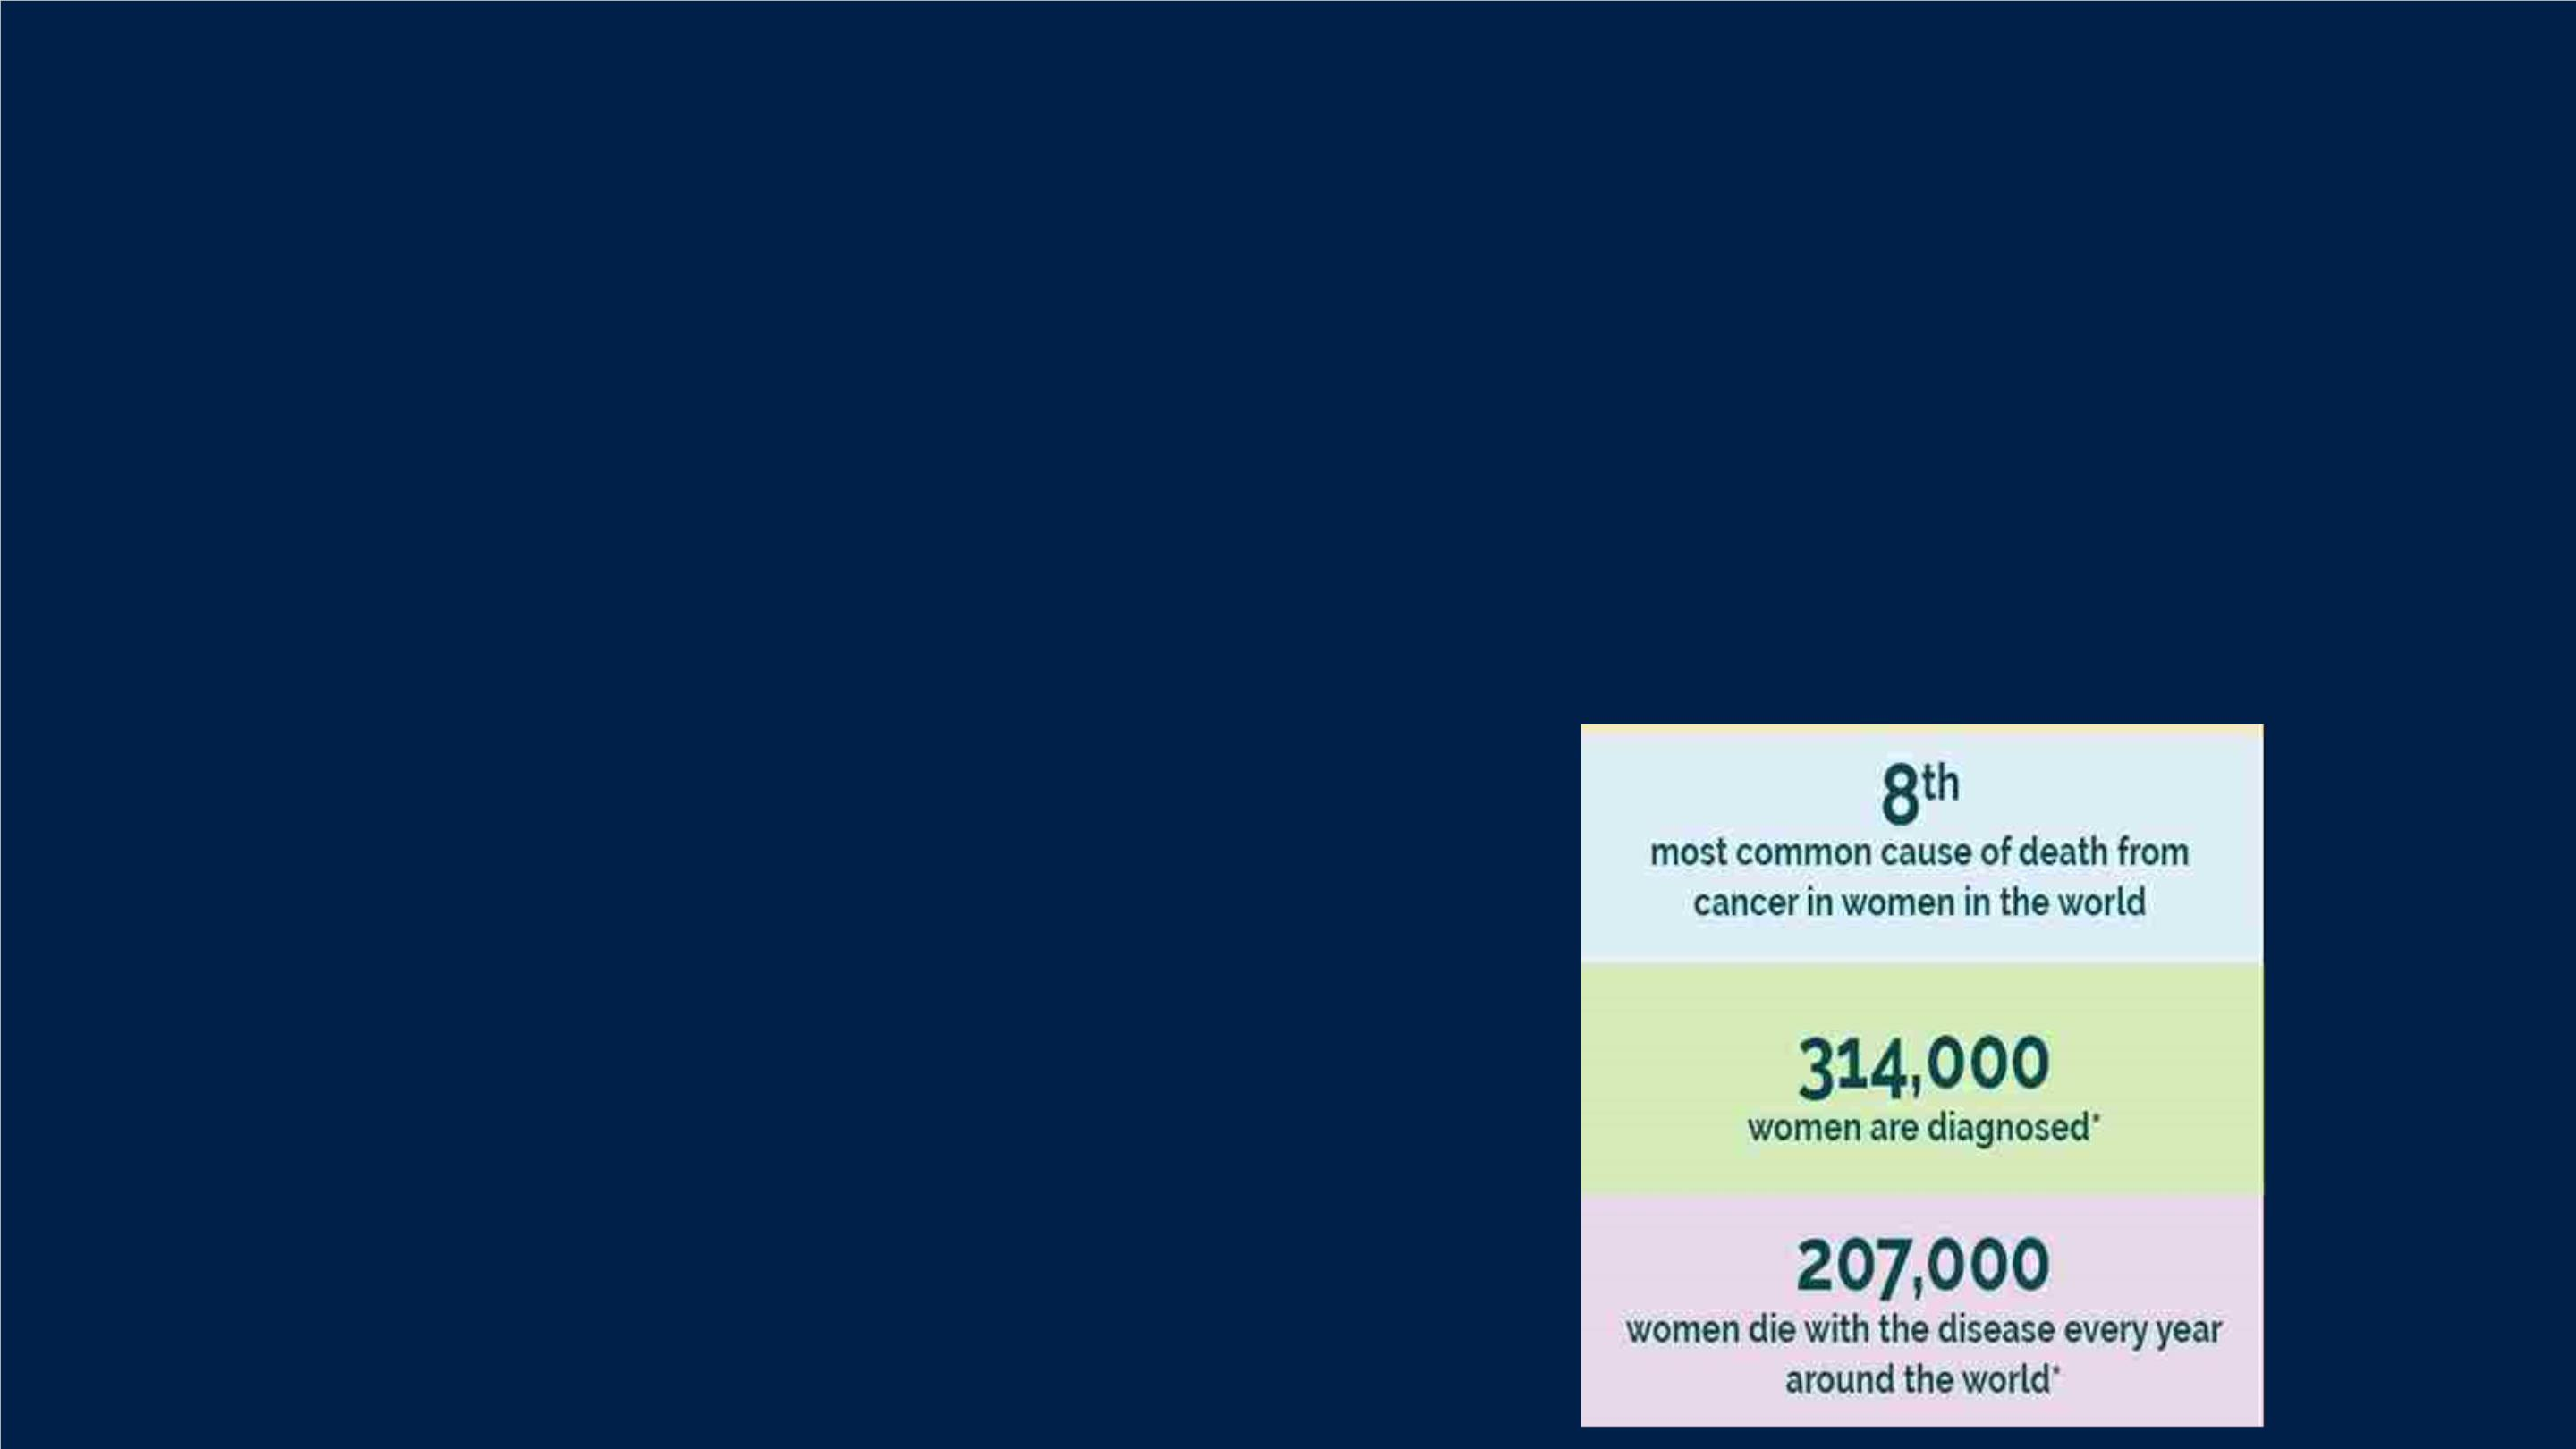 8th
most common cause of death from
cancer in women in the world
314,000
women are diagnosed*
207,000
women die with the disease every year
around the world*